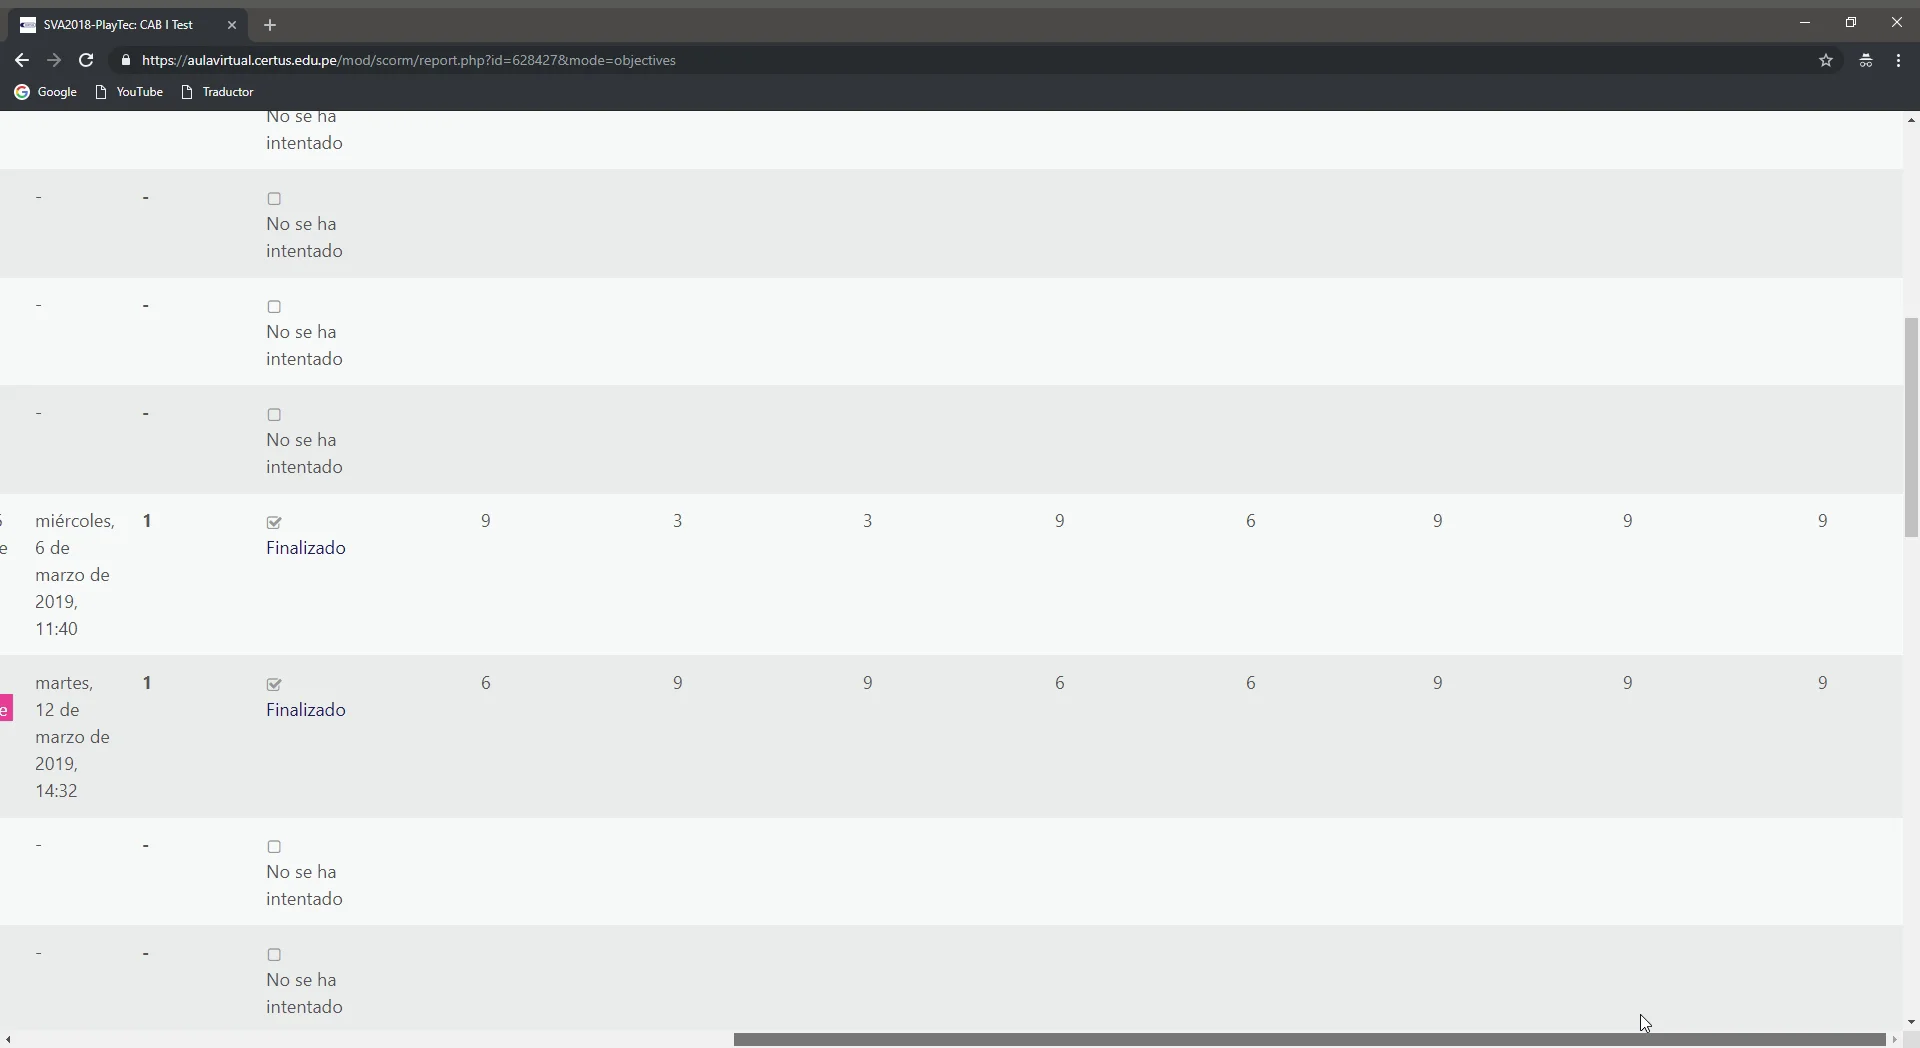 SVA2018-PlayTec: CAB I Test
https://aulavirtual.certus.edu.pe/mod/scorm/report.php?id=628427&mode=objectives
Google YouTube Traductor
No se ha
intentado
- -
No se ha
intentado
- -
No se ha
intentado
- -
No se ha
intentado
miércoles, 1 9 3 3 9 6 9 9 9
e 6 de Finalizado
marzo de
2019,
11:40
martes, 1 6 9 9 6 6 9 9 9
e 12 de Finalizado
marzo de
2019,
14:32
- -
No se ha
intentado
- -
No se ha
intentado